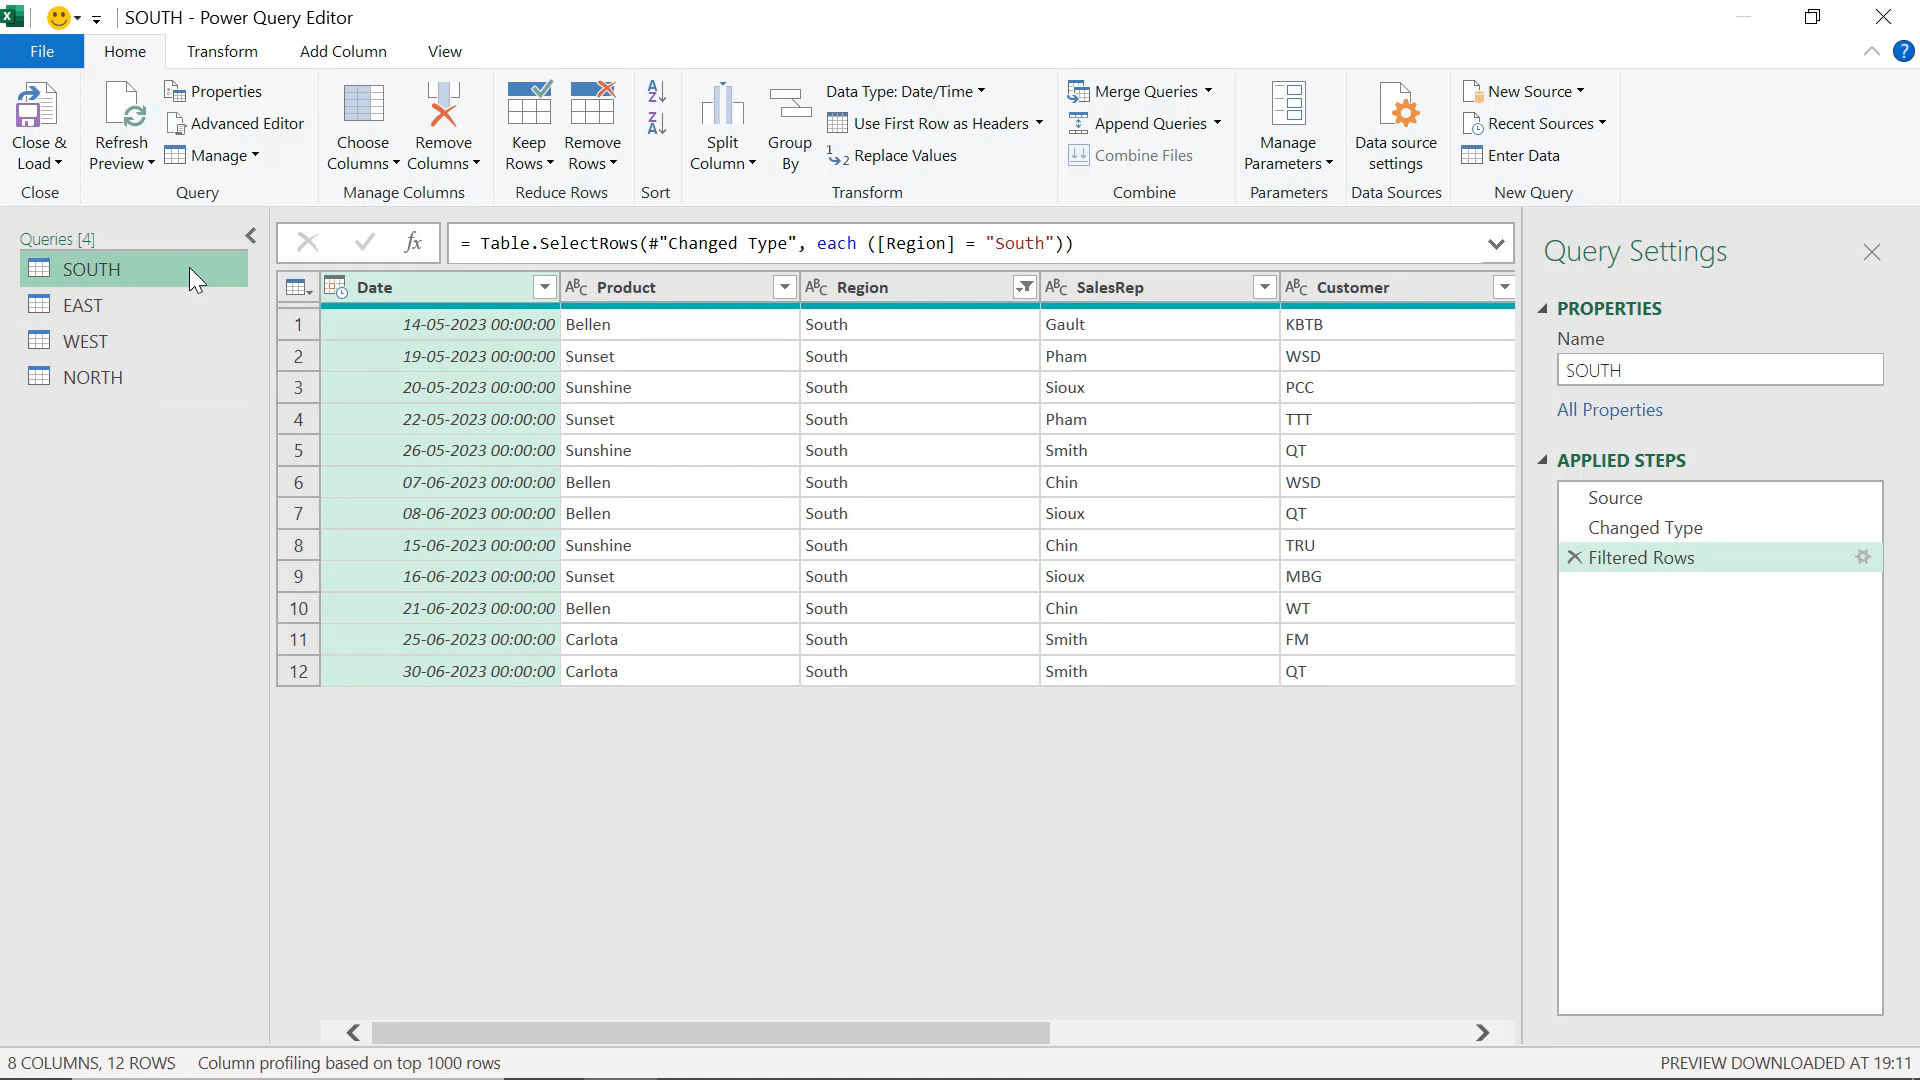 SOUTH - Power Query Editor
File Home Transform Add Column View
Close & Load
Close
Refresh Preview
Properties
Advanced Editor
Manage
Query
Choose Columns
Remove Columns
Manage Columns
Keep Rows
Remove Rows
Reduce Rows
Sort
Split Column
Group By
Data Type: Date/Time
Use First Row as Headers
Replace Values
Transform
Merge Queries
Append Queries
Combine Files
Combine
Manage Parameters
Parameters
Data source settings
Data Sources
New Source
Recent Sources
Enter Data
New Query
Queries [4]
SOUTH
EAST
WEST
NORTH
fx = Table.SelectRows(#"Changed Type", each ([Region] = "South"))
Date ABC Product ABC Region ABC SalesRep ABC Customer
1 14-05-2023 00:00:00 Bellen South Gault KBTB
2 19-05-2023 00:00:00 Sunset South Pham WSD
3 20-05-2023 00:00:00 Sunshine South Sioux PCC
4 22-05-2023 00:00:00 Sunset South Pham TTT
5 26-05-2023 00:00:00 Sunshine South Smith QT
6 07-06-2023 00:00:00 Bellen South Chin WSD
7 08-06-2023 00:00:00 Bellen South Sioux QT
8 15-06-2023 00:00:00 Sunshine South Chin TRU
9 16-06-2023 00:00:00 Sunset South Sioux MBG
10 21-06-2023 00:00:00 Bellen South Chin WT
11 25-06-2023 00:00:00 Carlota South Smith FM
12 30-06-2023 00:00:00 Carlota South Smith QT
Query Settings
PROPERTIES
Name
SOUTH
All Properties
APPLIED STEPS
Source
Changed Type
Filtered Rows
8 COLUMNS, 12 ROWS Column profiling based on top 1000 rows
PREVIEW DOWNLOADED AT 19:11